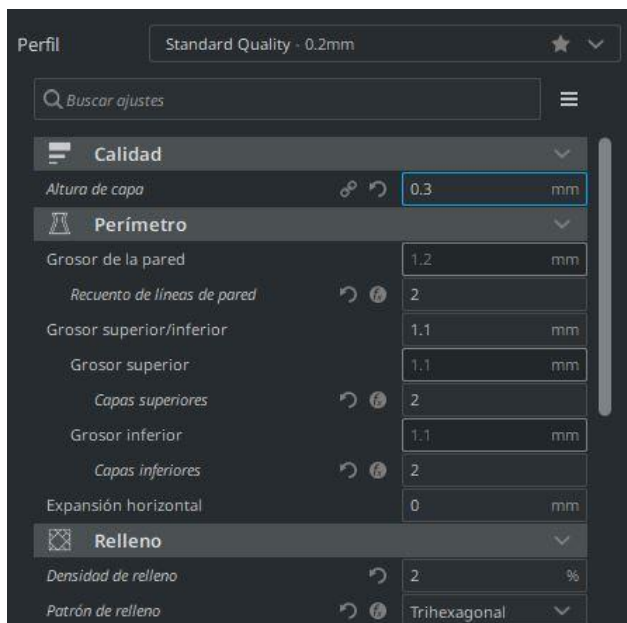 Perfil Standard Quality - 0.2mm
Buscar ajustes
Calidad
Altura de capa 0.3 mm
Perímetro
Grosor de la pared 1.2 mm
Recuento de líneas de pared 2
Grosor superior/inferior 1.1 mm
Grosor superior 1.1 mm
Capas superiores 2
Grosor inferior 1.1 mm
Capas inferiores 2
Expansión horizontal 0 mm
Relleno
Densidad de relleno 2 %
Patrón de relleno Trihexagonal